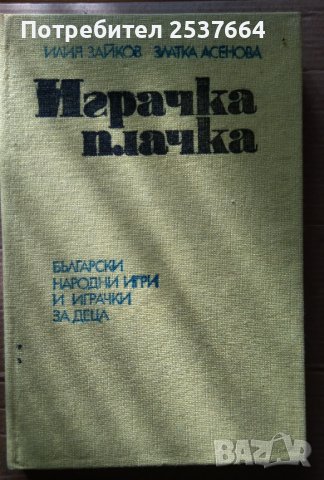 Потребител 2537664
ИЛИЯ ЗАЙКОВ ЗЛАТКА АСЕНОВА
Играчка
плачка
БЪЛГАРСКИ
НАРОДНИ ИГРИ
И ИГРАЧКИ
ЗА ДЕЦА
BAZAR